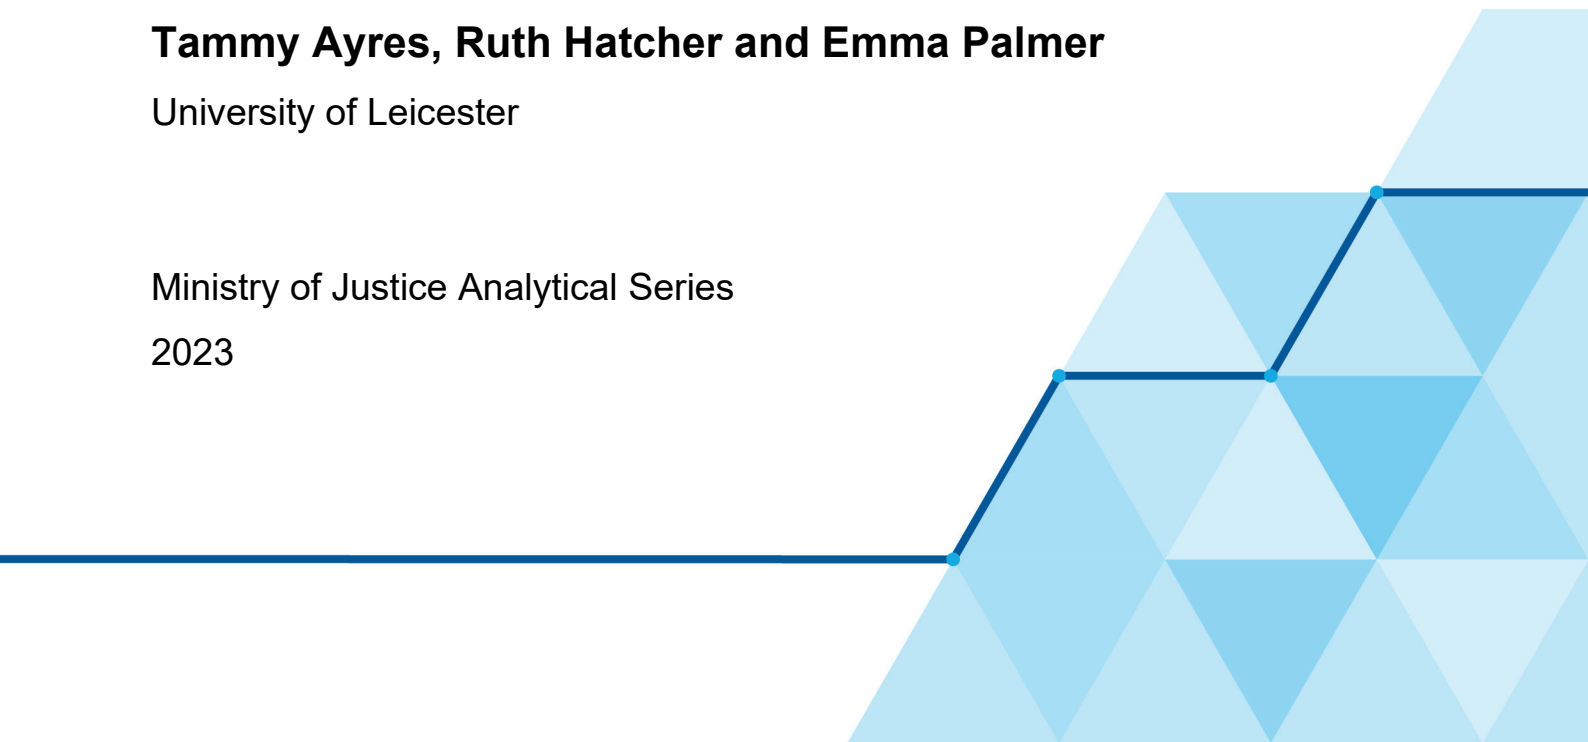 Tammy Ayres, Ruth Hatcher and Emma Palmer
University of Leicester
Ministry of Justice Analytical Series
2023